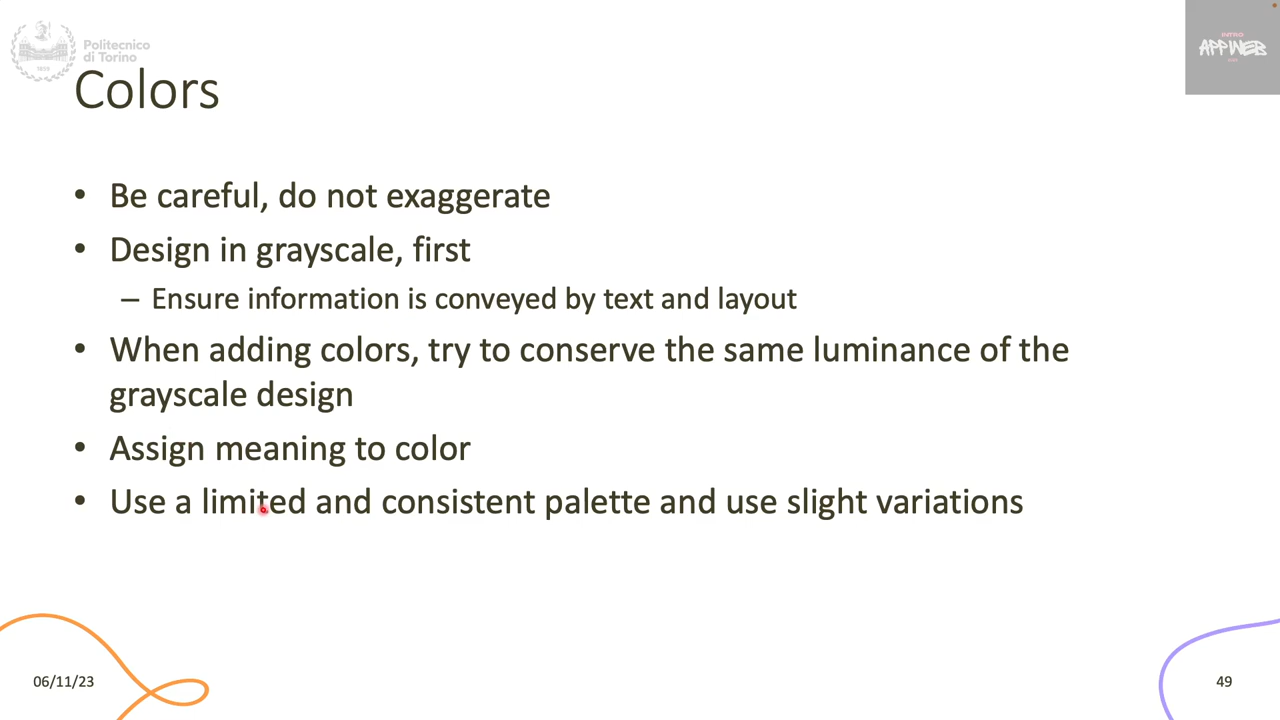 Politecnico
di Torino
1859
INTRO
APPWEB
Colors
• Be careful, do not exaggerate
• Design in grayscale, first
– Ensure information is conveyed by text and layout
• When adding colors, try to conserve the same luminance of the
grayscale design
• Assign meaning to color
• Use a limited and consistent palette and use slight variations
06/11/23
49